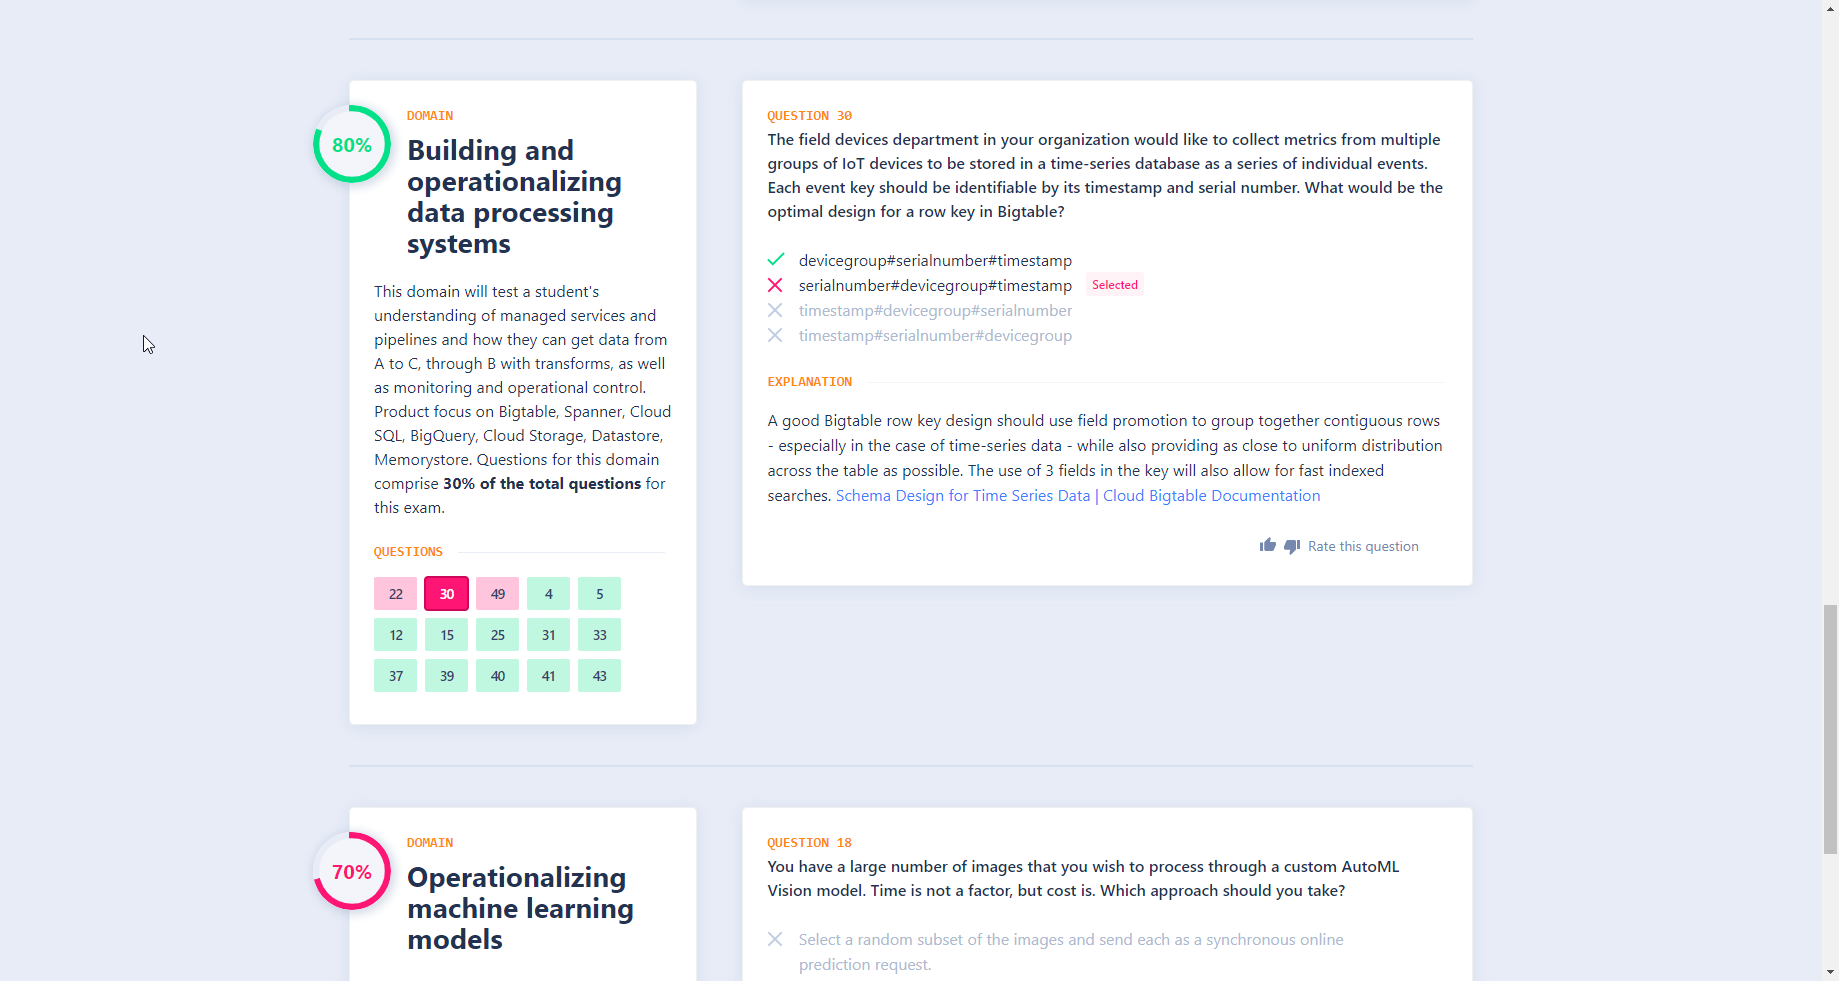 80%
DOMAIN
Building and
operationalizing
data processing
systems
This domain will test a student's
understanding of managed services and
pipelines and how they can get data from
A to C, through B with transforms, as well
as monitoring and operational control.
Product focus on Bigtable, Spanner, Cloud
SQL, BigQuery, Cloud Storage, Datastore,
Memorystore. Questions for this domain
comprise 30% of the total questions for
this exam.
QUESTIONS
22 30 49 4 5
12 15 25 31 33
37 39 40 41 43
QUESTION 30
The field devices department in your organization would like to collect metrics from multiple
groups of IoT devices to be stored in a time-series database as a series of individual events.
Each event key should be identifiable by its timestamp and serial number. What would be the
optimal design for a row key in Bigtable?
devicegroup#serialnumber#timestamp
serialnumber#devicegroup#timestamp Selected
timestamp#devicegroup#serialnumber
timestamp#serialnumber#devicegroup
EXPLANATION
A good Bigtable row key design should use field promotion to group together contiguous rows
- especially in the case of time-series data - while also providing as close to uniform distribution
across the table as possible. The use of 3 fields in the key will also allow for fast indexed
searches. Schema Design for Time Series Data | Cloud Bigtable Documentation
Rate this question
70%
DOMAIN
Operationalizing
machine learning
models
QUESTION 18
You have a large number of images that you wish to process through a custom AutoML
Vision model. Time is not a factor, but cost is. Which approach should you take?
Select a random subset of the images and send each as a synchronous online
prediction request.